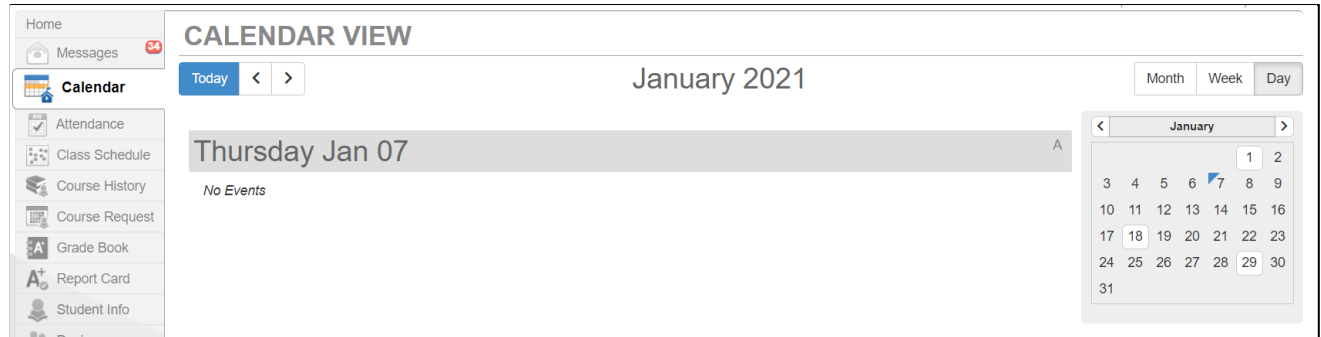 Home
Messages 34
Calendar
Attendance
Class Schedule
Course History
Course Request
Grade Book
Report Card
Student Info
CALENDAR VIEW
Today < >
January 2021
Month Week Day
Thursday Jan 07 A
No Events
< January >
1 2
3 4 5 6 7 8 9
10 11 12 13 14 15 16
17 18 19 20 21 22 23
24 25 26 27 28 29 30
31